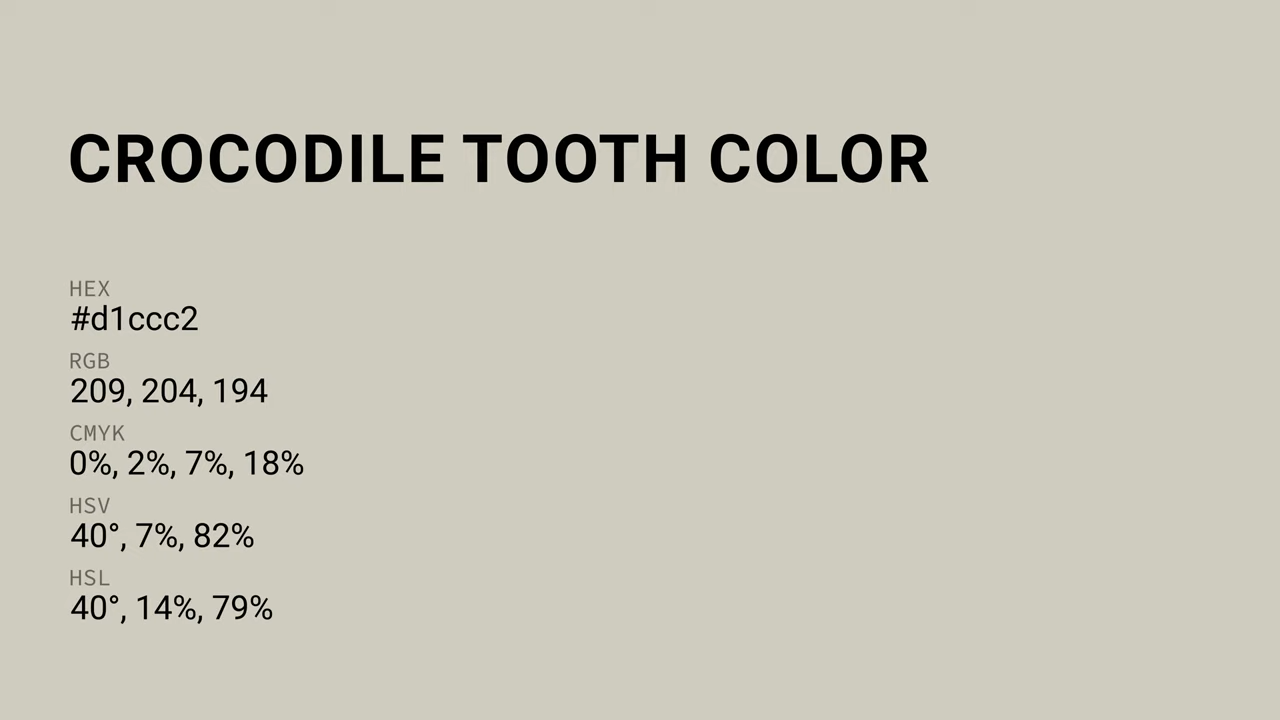 CROCODILE TOOTH COLOR
HEX
#d1ccc2
RGB
209, 204, 194
CMYK
0%, 2%, 7%, 18%
HSV
40°, 7%, 82%
HSL
40°, 14%, 79%